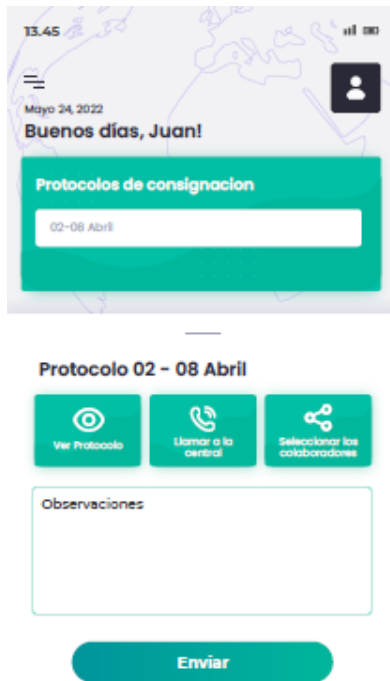 13.45
Mayo 24, 2022
Buenos días, Juan!
Protocolos de consignacion
02-08 Abril
Protocolo 02 - 08 Abril
Ver Protocolo
Llamar a la
central
Seleccionar los
colaboradores
Observaciones
Enviar